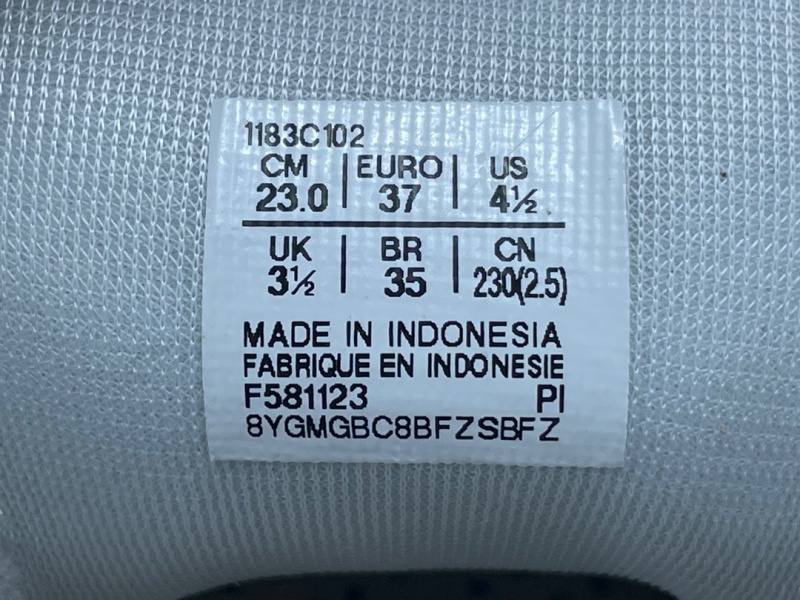 1183C102
CM | EURO | US
23.0 | 37 | 4½
UK | BR | CN
3½ | 35 | 230(2.5)
MADE IN INDONESIA
FABRIQUE EN INDONESIE
F581123 PI
8YGMGBC8BFZSBFZ